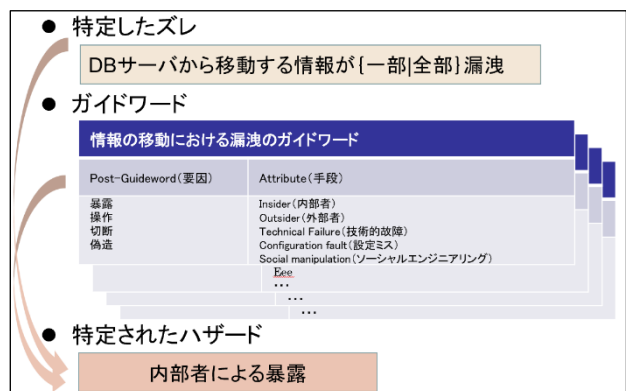 ● 特定したズレ
DBサーバから移動する情報が{一部|全部}漏洩
● ガイドワード
情報の移動における漏洩のガイドワード
Post-Guideword(要因) Attribute(手段)
暴露 Insider(内部者)
操作 Outsider(外部者)
切断 Technical Failure(技術的故障)
偽造 Configuration fault(設定ミス)
Social manipulation(ソーシャルエンジニアリング)
Eee
…
…
…
● 特定されたハザード
内部者による暴露